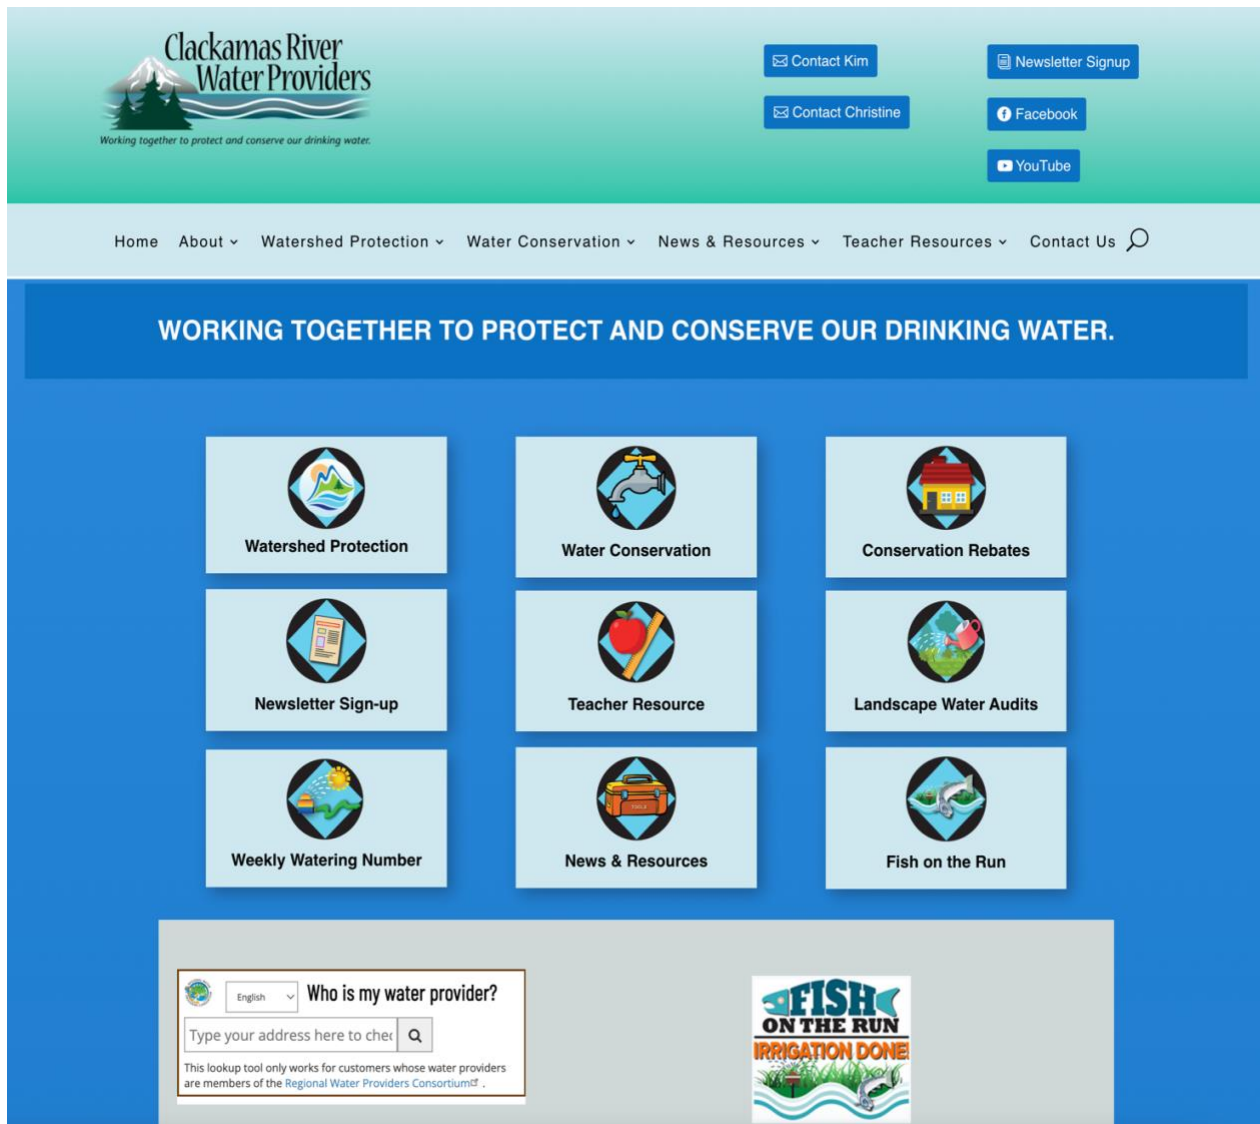 Clackamas River
Water Providers
Working together to protect and conserve our drinking water.
Contact Kim
Contact Christine
Newsletter Signup
Facebook
YouTube
Home About Watershed Protection Water Conservation News & Resources Teacher Resources Contact Us
WORKING TOGETHER TO PROTECT AND CONSERVE OUR DRINKING WATER.
Watershed Protection
Water Conservation
Conservation Rebates
Newsletter Sign-up
Teacher Resource
Landscape Water Audits
Weekly Watering Number
TOOLS
News & Resources
Fish on the Run
English
Who is my water provider?
Type your address here to chec
This lookup tool only works for customers whose water providers
are members of the Regional Water Providers Consortium .
FISH
ON THE RUN
IRRIGATION DONE!